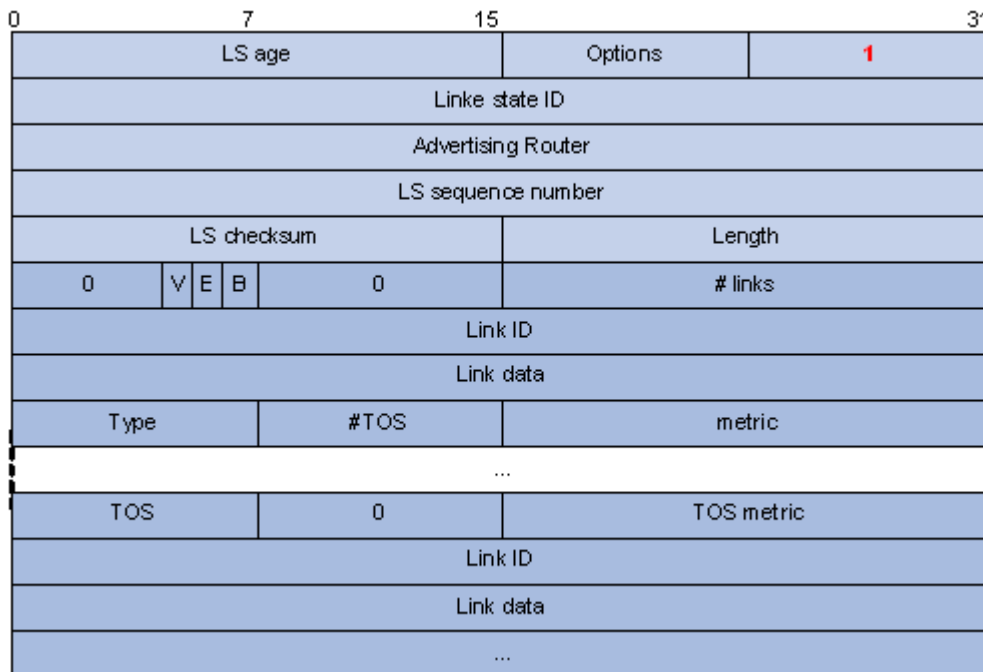 0 7 15 31
LS age Options 1
Linke state ID
Advertising Router
LS sequence number
LS checksum Length
0 V E B 0 # links
Link ID
Link data
Type #TOS metric
...
TOS 0 TOS metric
Link ID
Link data
...